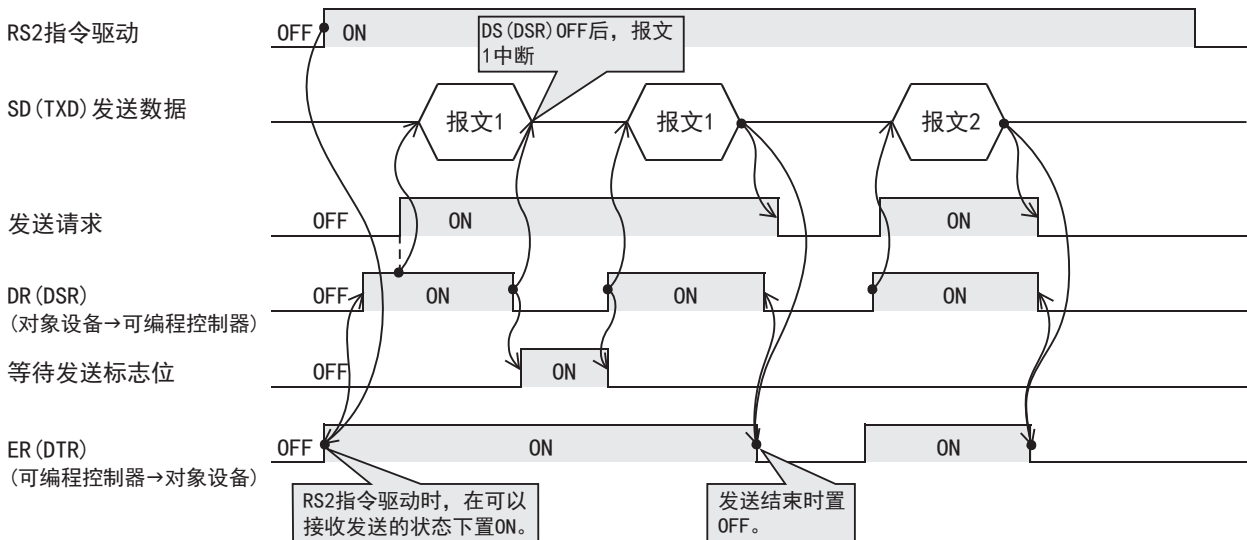 RS2指令驱动
OFF
ON
DS(DSR)OFF后，报文
1中断
SD(TXD)发送数据
报文1
报文1
报文2
发送请求
OFF
ON
ON
DR(DSR)
(对象设备→可编程控制器)
OFF
ON
ON
ON
等待发送标志位
OFF
ON
ER(DTR)
(可编程控制器→对象设备)
OFF
ON
ON
RS2指令驱动时，在可以
接收发送的状态下置ON。
发送结束时置
OFF。